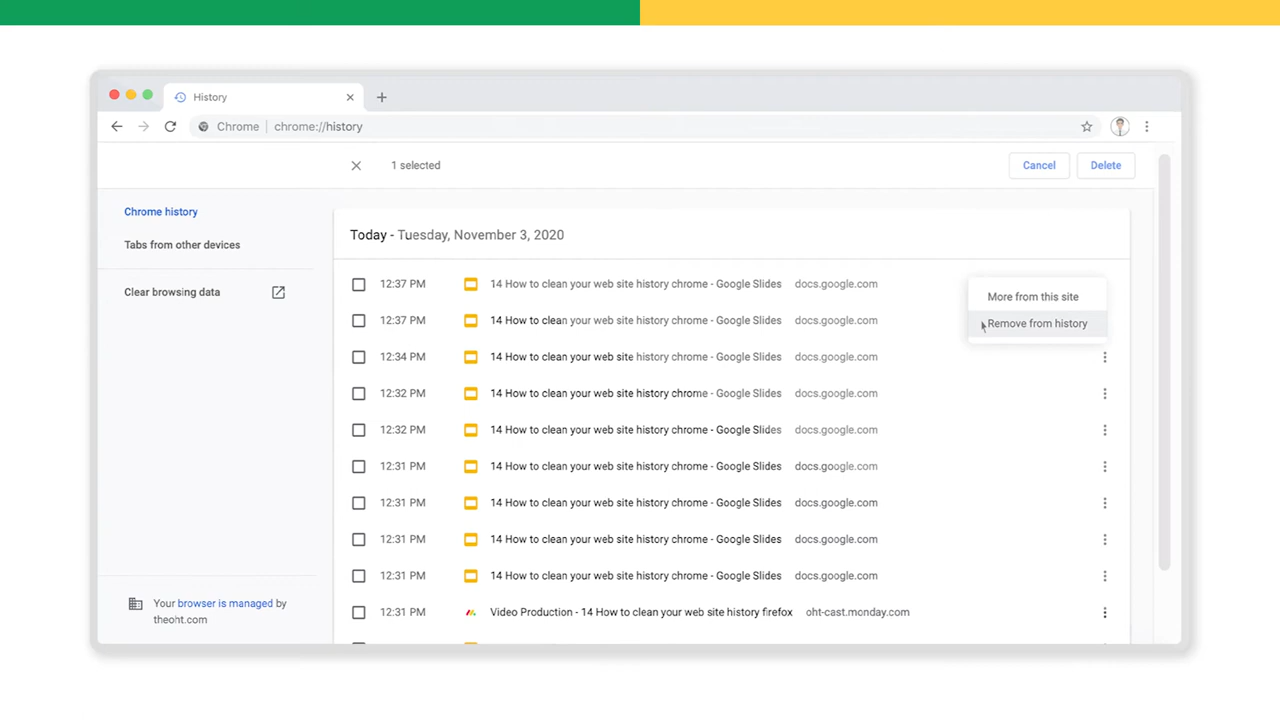 History
Chrome | chrome://history
1 selected
Cancel
Delete
Chrome history
Tabs from other devices
Clear browsing data
Your browser is managed by
theoht.com
Today - Tuesday, November 3, 2020
12:37 PM 14 How to clean your web site history chrome - Google Slides docs.google.com
More from this site
12:37 PM 14 How to clean your web site history chrome - Google Slides docs.google.com
Remove from history
12:34 PM 14 How to clean your web site history chrome - Google Slides docs.google.com
12:32 PM 14 How to clean your web site history chrome - Google Slides docs.google.com
12:32 PM 14 How to clean your web site history chrome - Google Slides docs.google.com
12:31 PM 14 How to clean your web site history chrome - Google Slides docs.google.com
12:31 PM 14 How to clean your web site history chrome - Google Slides docs.google.com
12:31 PM 14 How to clean your web site history chrome - Google Slides docs.google.com
12:31 PM 14 How to clean your web site history chrome - Google Slides docs.google.com
12:31 PM Video Production - 14 How to clean your web site history firefox oht-cast.monday.com